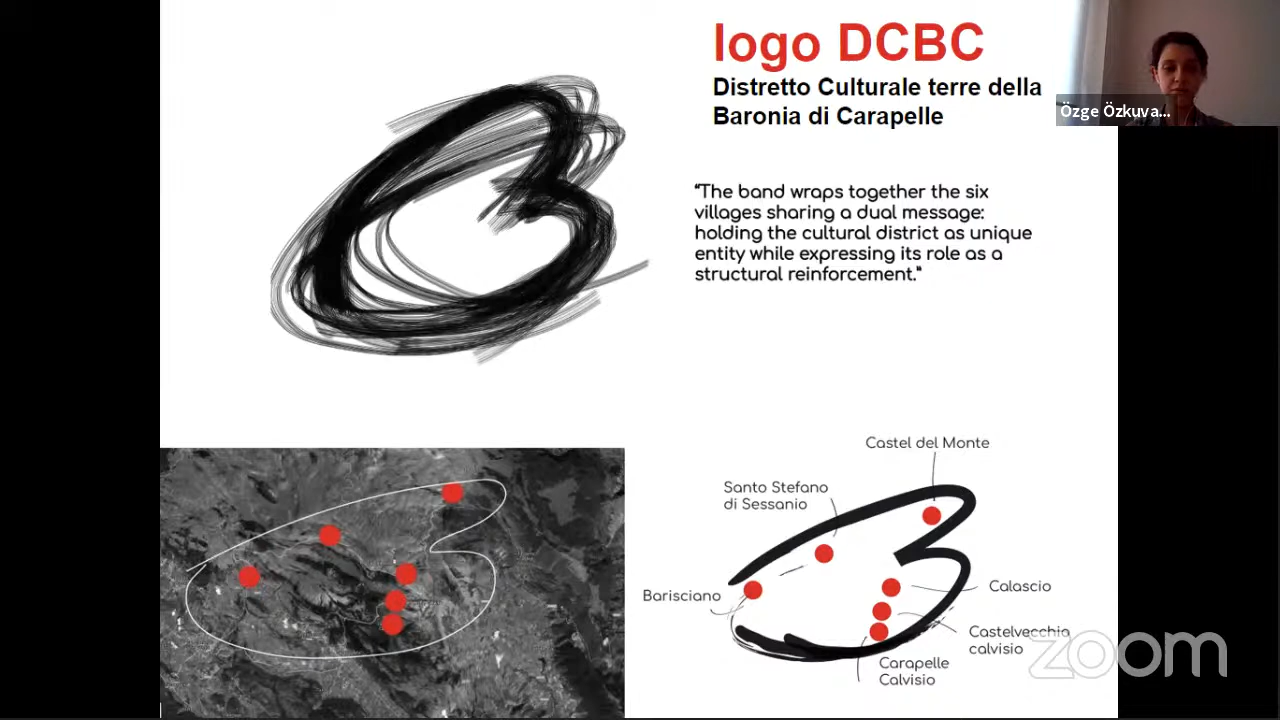 logo DCBC
Distretto Culturale terre della
Baronia di Carapelle
Özge Özkuva...
“The band wraps together the six
villages sharing a dual message:
holding the cultural district as unique
entity while expressing its role as a
structural reinforcement.”
Castel del Monte
Santo Stefano
di Sessanio
Barisciano
Calascio
Castelvecchia
calvisio
Carapelle
Calvisio
zoom